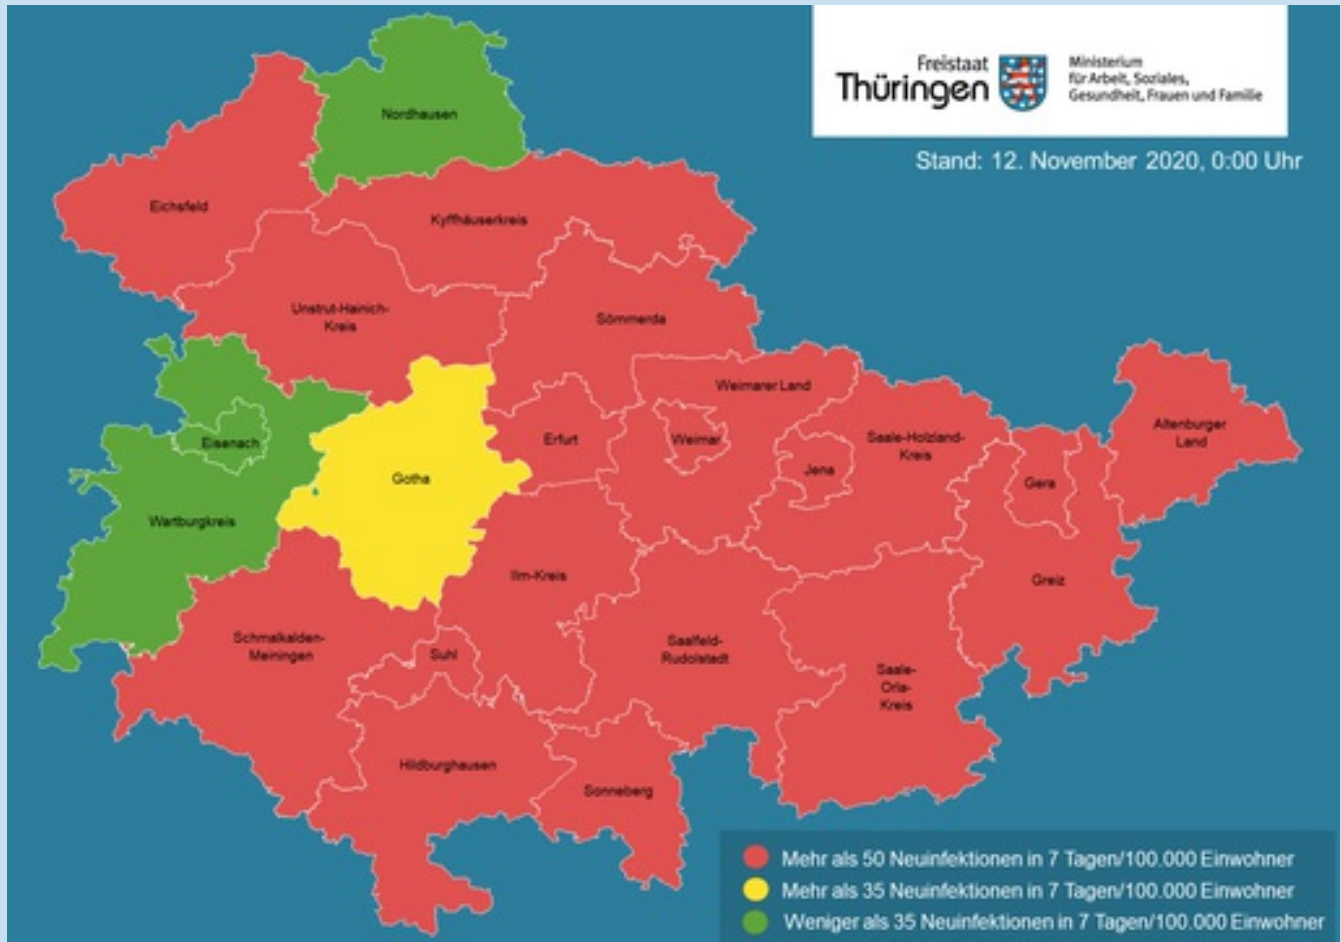 Freistaat
Thüringen
Ministerium
für Arbeit, Soziales,
Gesundheit, Frauen und Familie
Stand: 12. November 2020, 0:00 Uhr
Nordhausen
Eichsfeld
Kyffhäuserkreis
Unstrut-Hainich-
Kreis
Sömmerda
Weimarer Land
Eisenach
Erfurt
Weimar
Saale-Holzland-
Kreis
Altenburger
Land
Gotha
Jena
Gera
Wartburgkreis
Ilm-Kreis
Greiz
Schmalkalden-
Meiningen
Suhl
Saalfeld-
Rudolstadt
Saale-
Orla-
Kreis
Hildburghausen
Sonneberg
Mehr als 50 Neuinfektionen in 7 Tagen/100.000 Einwohner
Mehr als 35 Neuinfektionen in 7 Tagen/100.000 Einwohner
Weniger als 35 Neuinfektionen in 7 Tagen/100.000 Einwohner